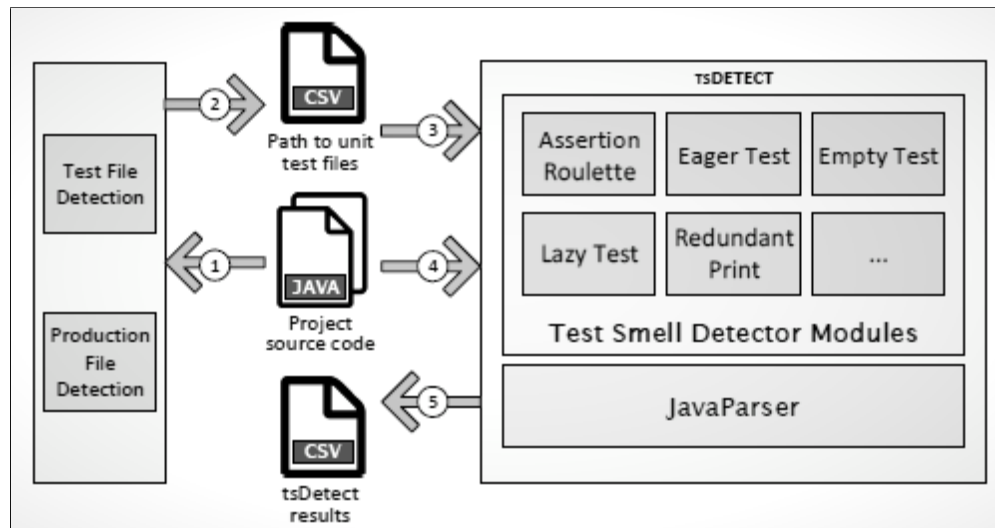 Test File
Detection
Production
File
Detection
2
CSV
Path to unit
test files
3
1
JAVA
Project
source code
4
CSV
tsDetect
results
5
TSDETECT
Assertion
Roulette
Eager Test
Empty Test
Lazy Test
Redundant
Print
...
Test Smell Detector Modules
JavaParser